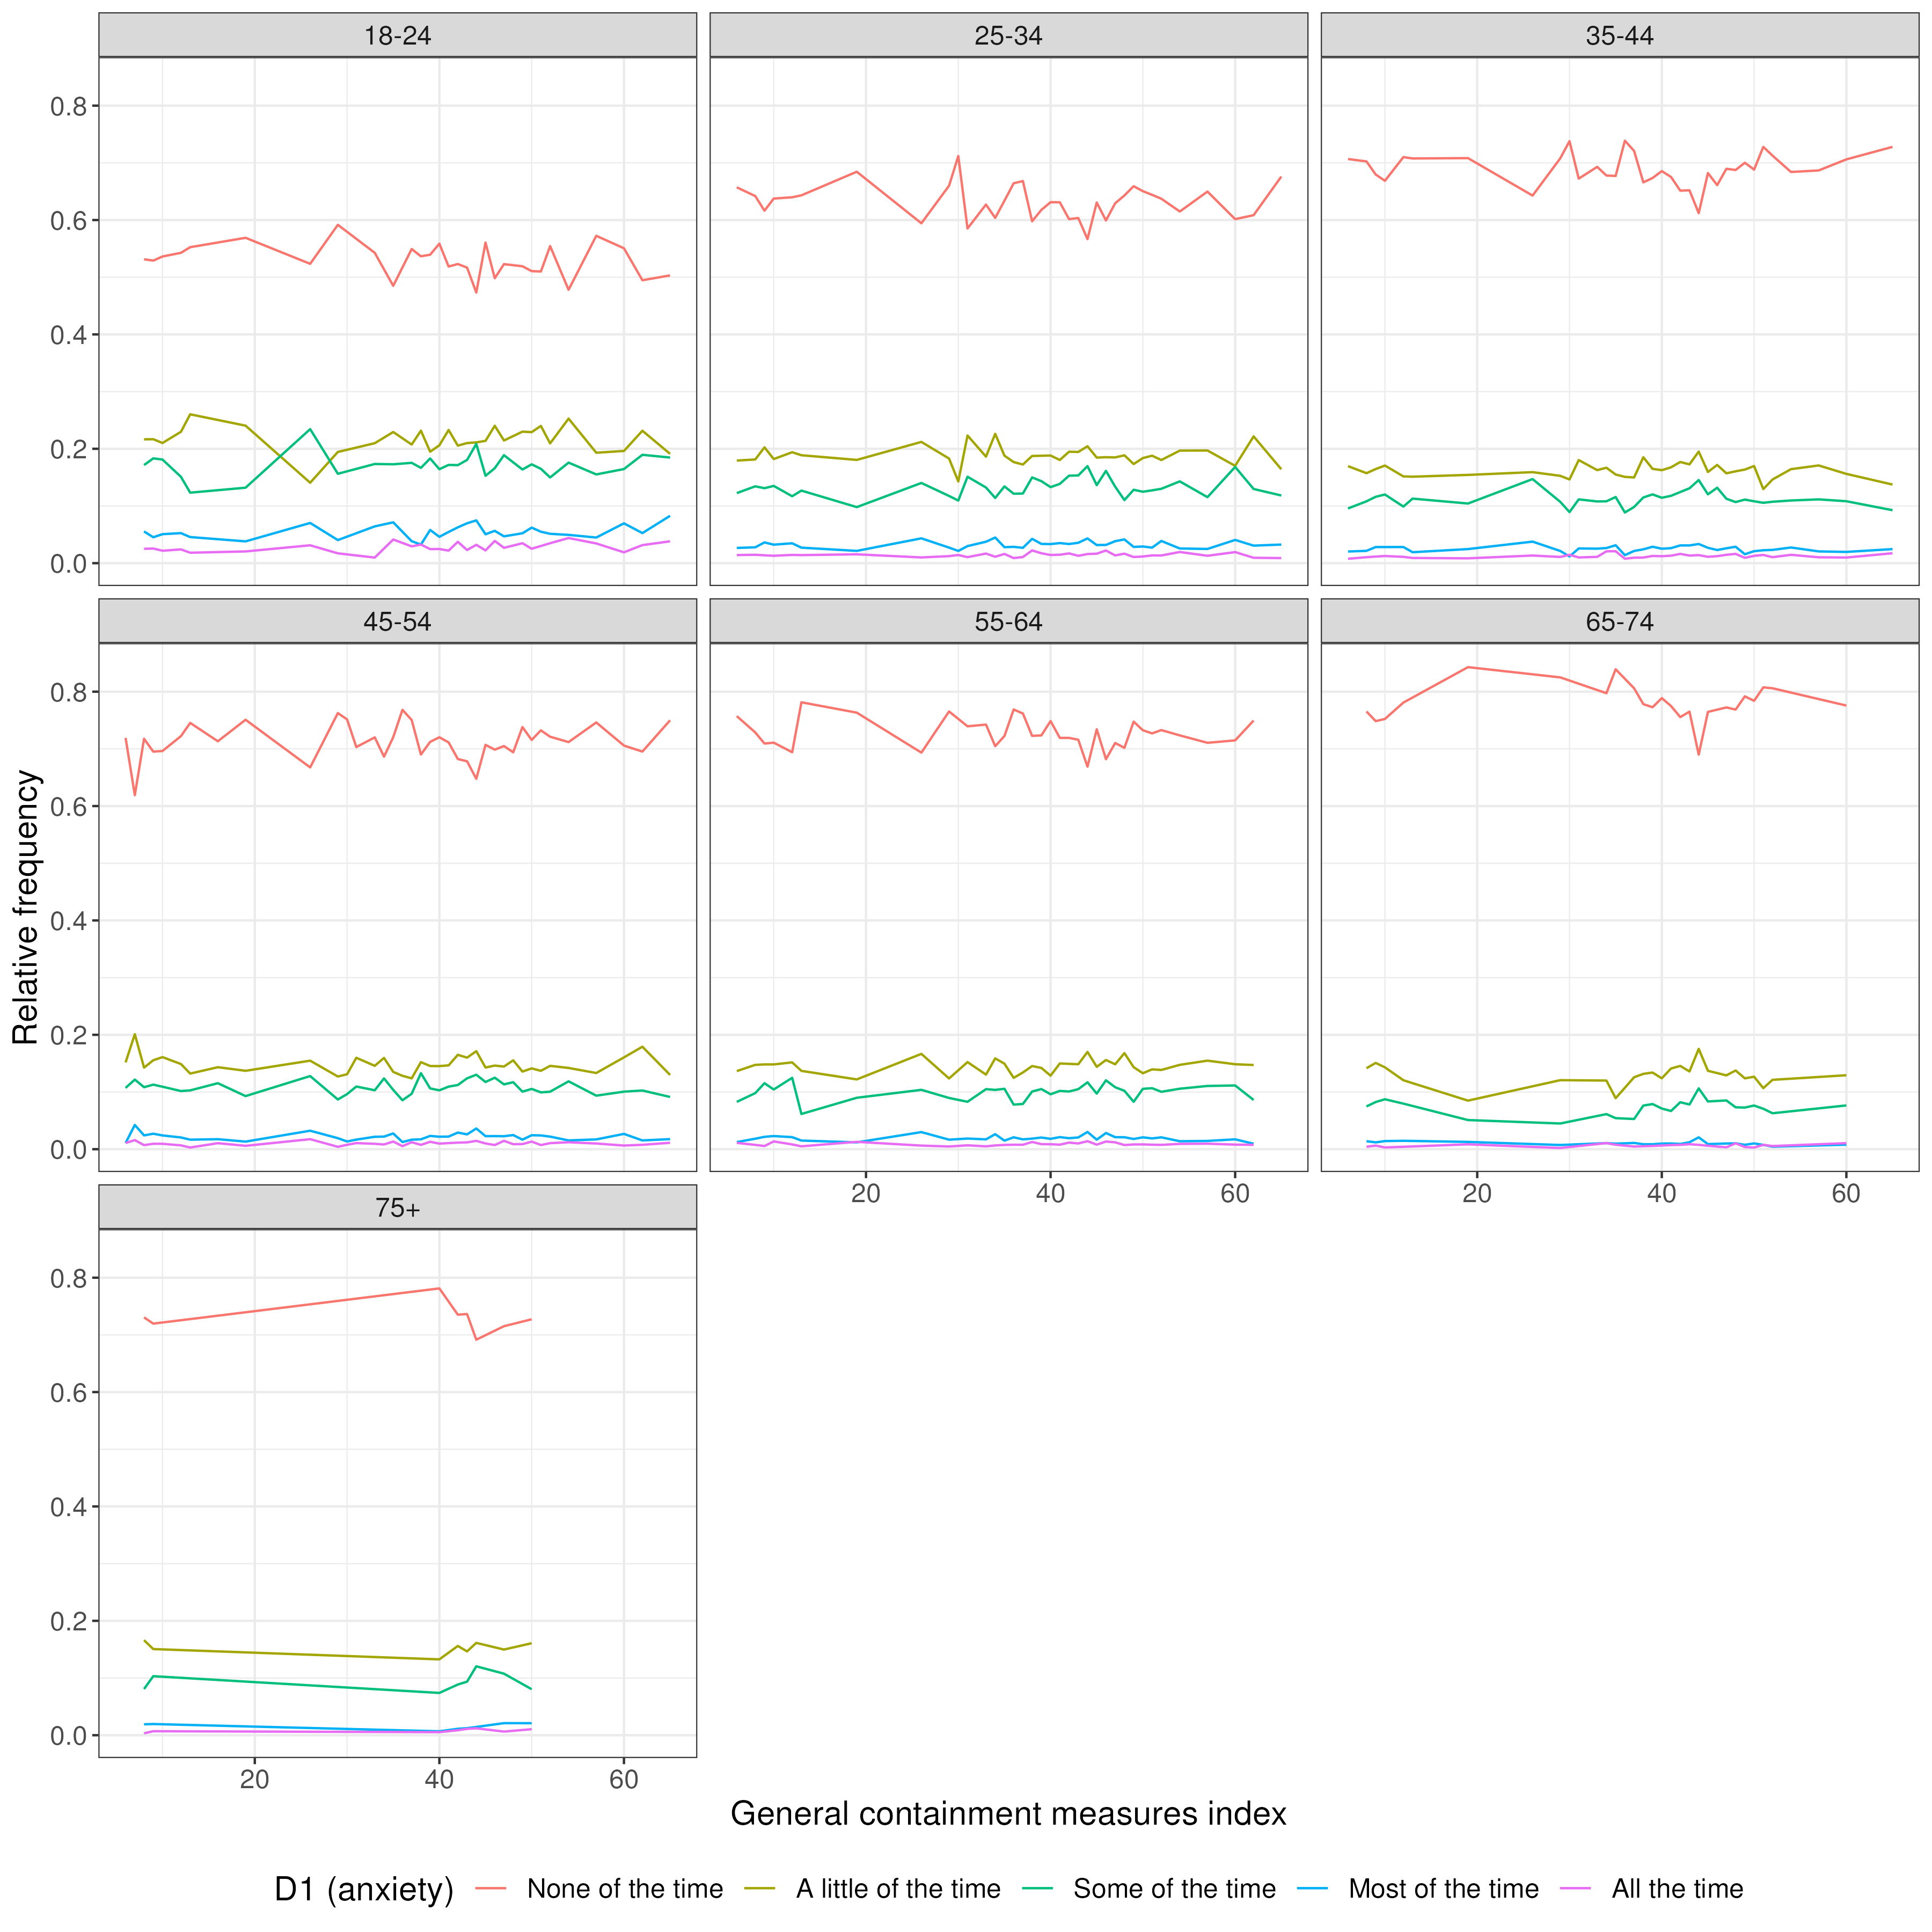 18-24 25-34 35-44
0.8
0.6
0.4
0.2
0.0
45-54 55-64 65-74
0.8
0.6
0.4
0.2
0.0
20 40 60 20 40 60
75+
0.8
0.6
0.4
0.2
0.0
20 40 60
Relative frequency
General containment measures index
D1 (anxiety) None of the time A little of the time Some of the time Most of the time All the time